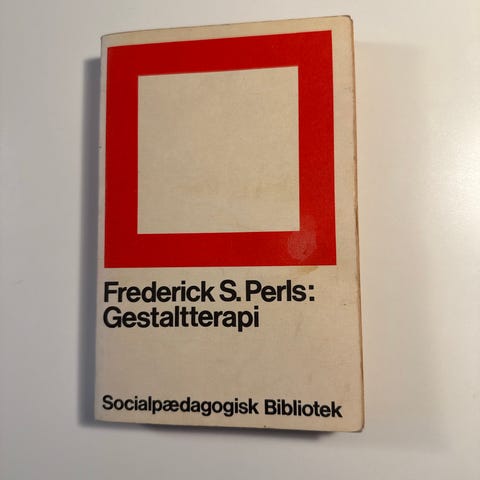 Frederick S. Perls:
Gestaltterapi
Socialpædagogisk Bibliotek